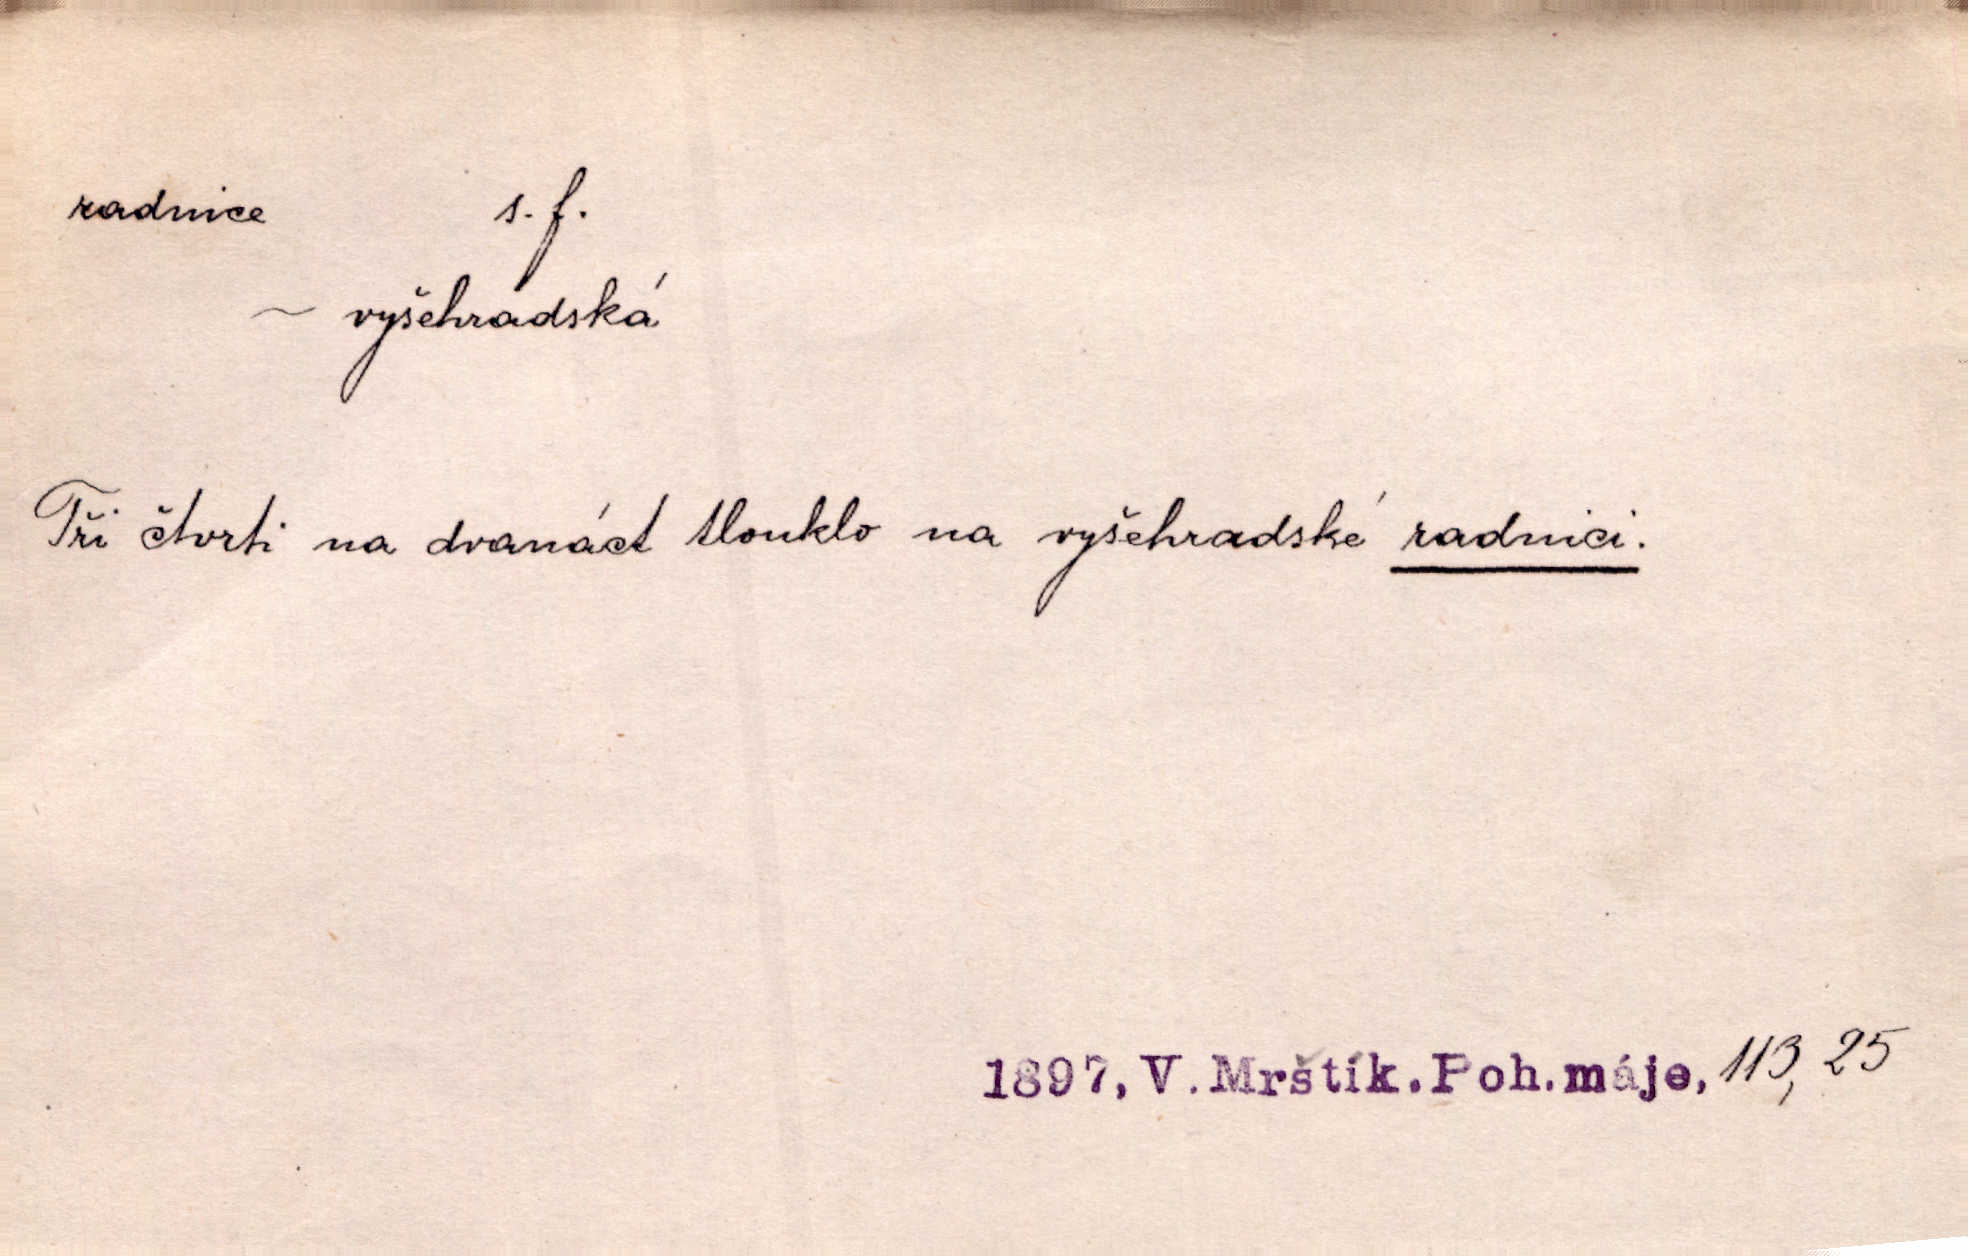 radnice s. f.
~ vyšehradská
Tři čtvrti na dvanáct tlouklo na vyšehradské radnici.
1897, V. Mrštík. Poh. máje, 113, 25